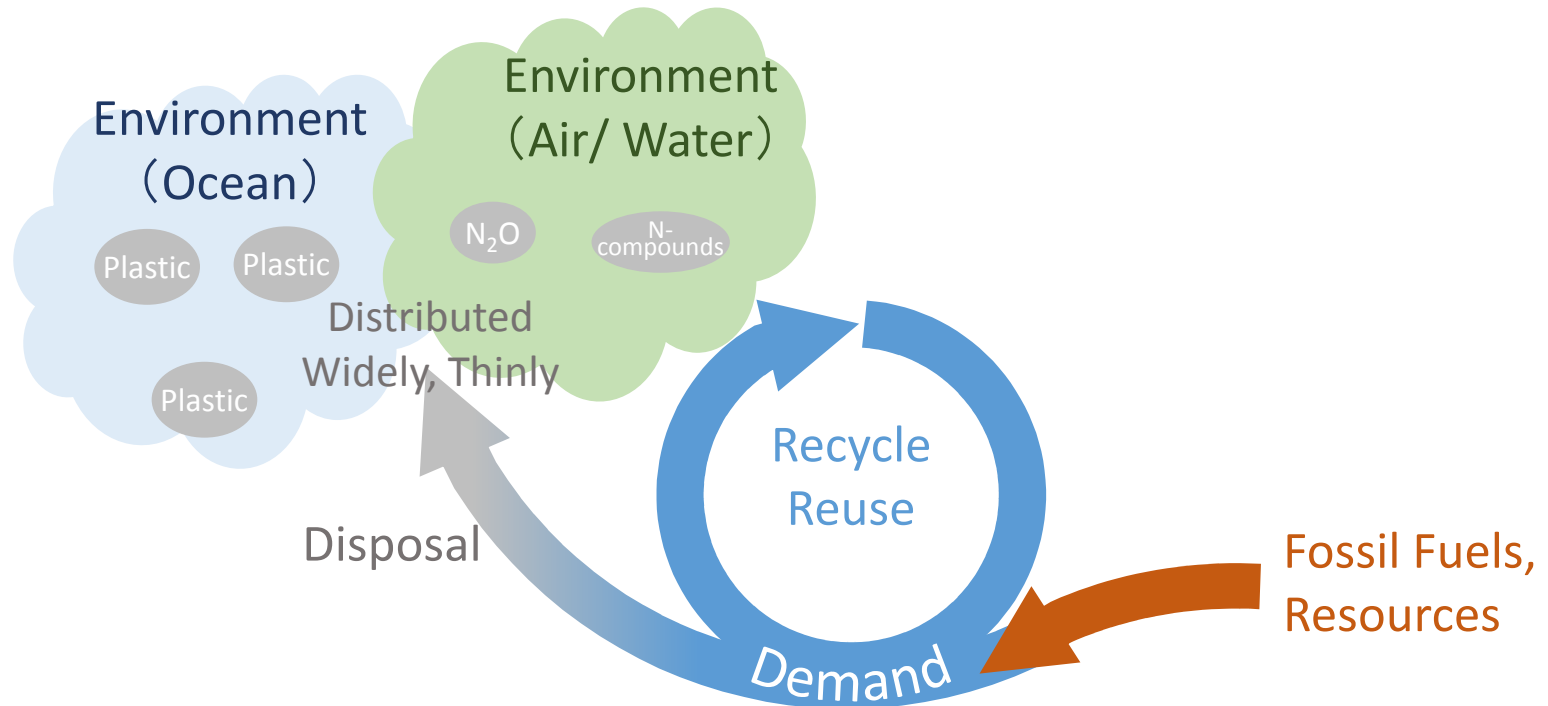 Environment
（Ocean）
Environment
（Air/ Water）
Plastic
Plastic
Plastic
N₂O
N-
compounds
Distributed
Widely, Thinly
Disposal
Recycle
Reuse
Demand
Fossil Fuels,
Resources